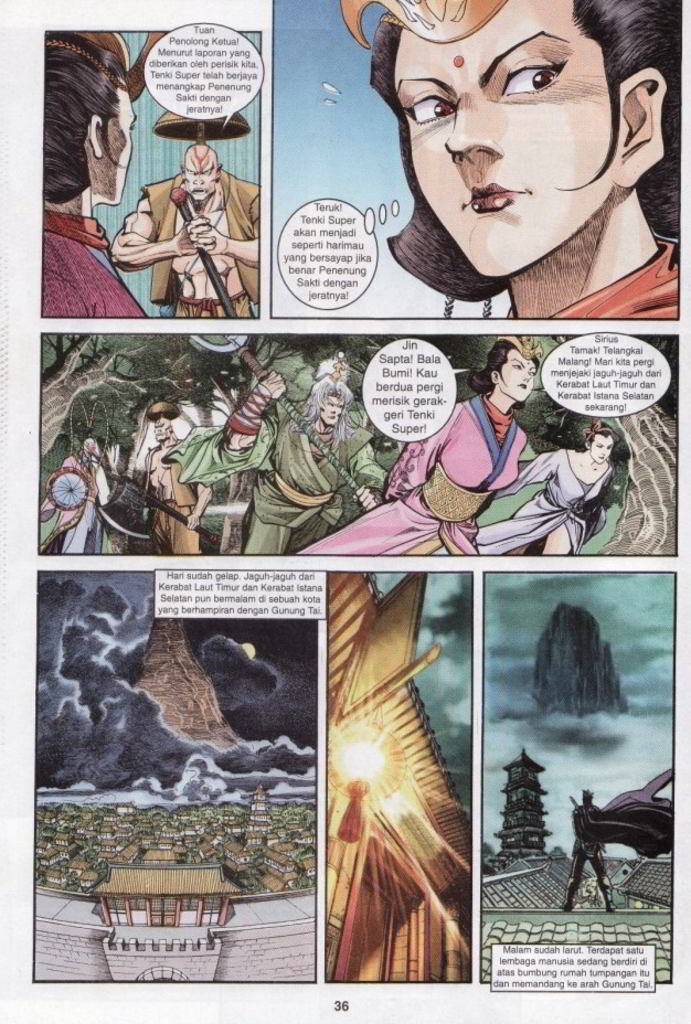 Tuan
Penolong Ketua!
Menurut laporan yang
diberikan oleh perisik kita,
Tenki Super telah berjaya
menangkap Penenung
Sakti dengan
jeratnya!
Teruk!
Tenki Super
akan menjadi
seperti harimau
yang bersayap jika
benar Penenung
Sakti dengan
jeratnya!
Jin
Sapta! Bala
Bumi! Kau
berdua pergi
merisik gerak-
geri Tenki
Super!
Sirius
Tamak! Telangkai
Malang! Mari kita pergi
menjejaki jaguh-jaguh dari
Kerabat Laut Timur dan
Kerabat Istana Selatan
sekarang!
Hari sudah gelap. Jaguh-jaguh dari
Kerabat Laut Timur dan Kerabat Istana
Selatan pun bermalam di sebuah kota
yang berhampiran dengan Gunung Tai.
Malam sudah larut. Terdapat satu
lembaga manusia sedang berdiri di
atas bumbung rumah tumpangan itu
dan memandang ke arah Gunung Tai.
36